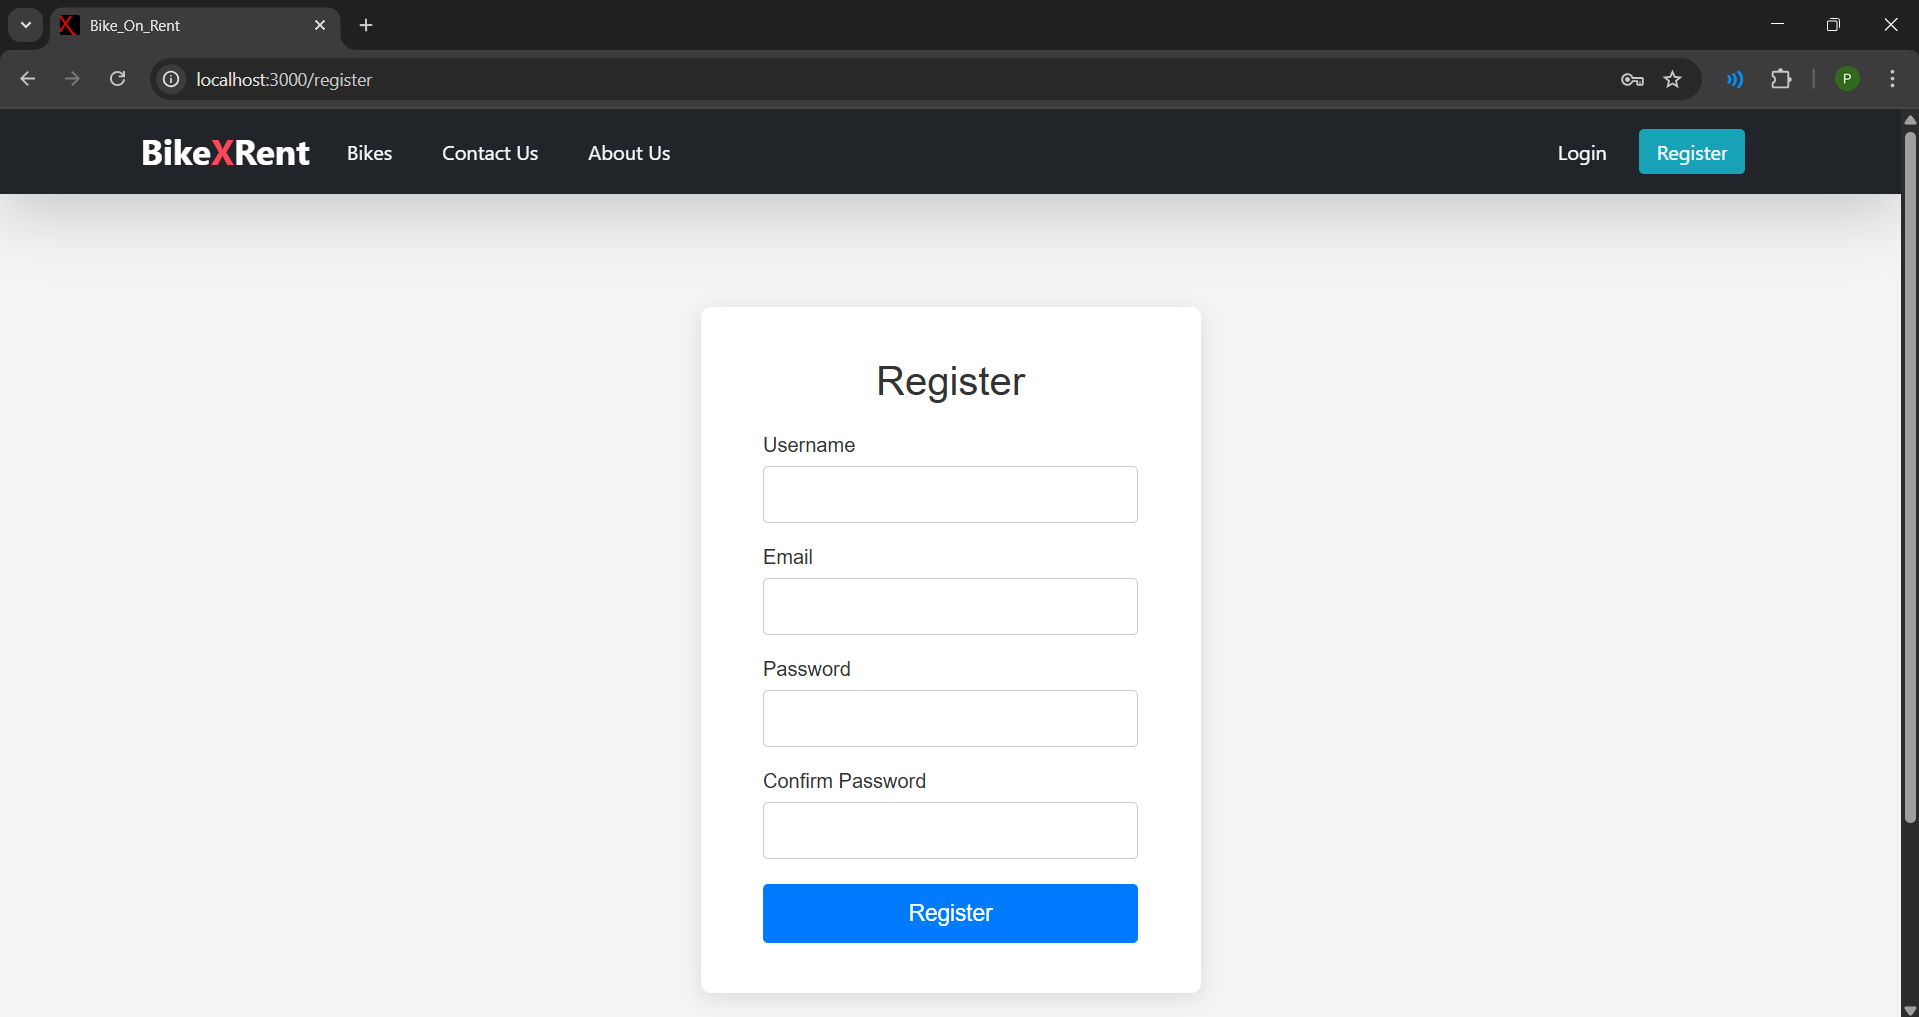 Bike_On_Rent
localhost:3000/register
P
BikeXRent Bikes Contact Us About Us Login Register
Register
Username
Email
Password
Confirm Password
Register